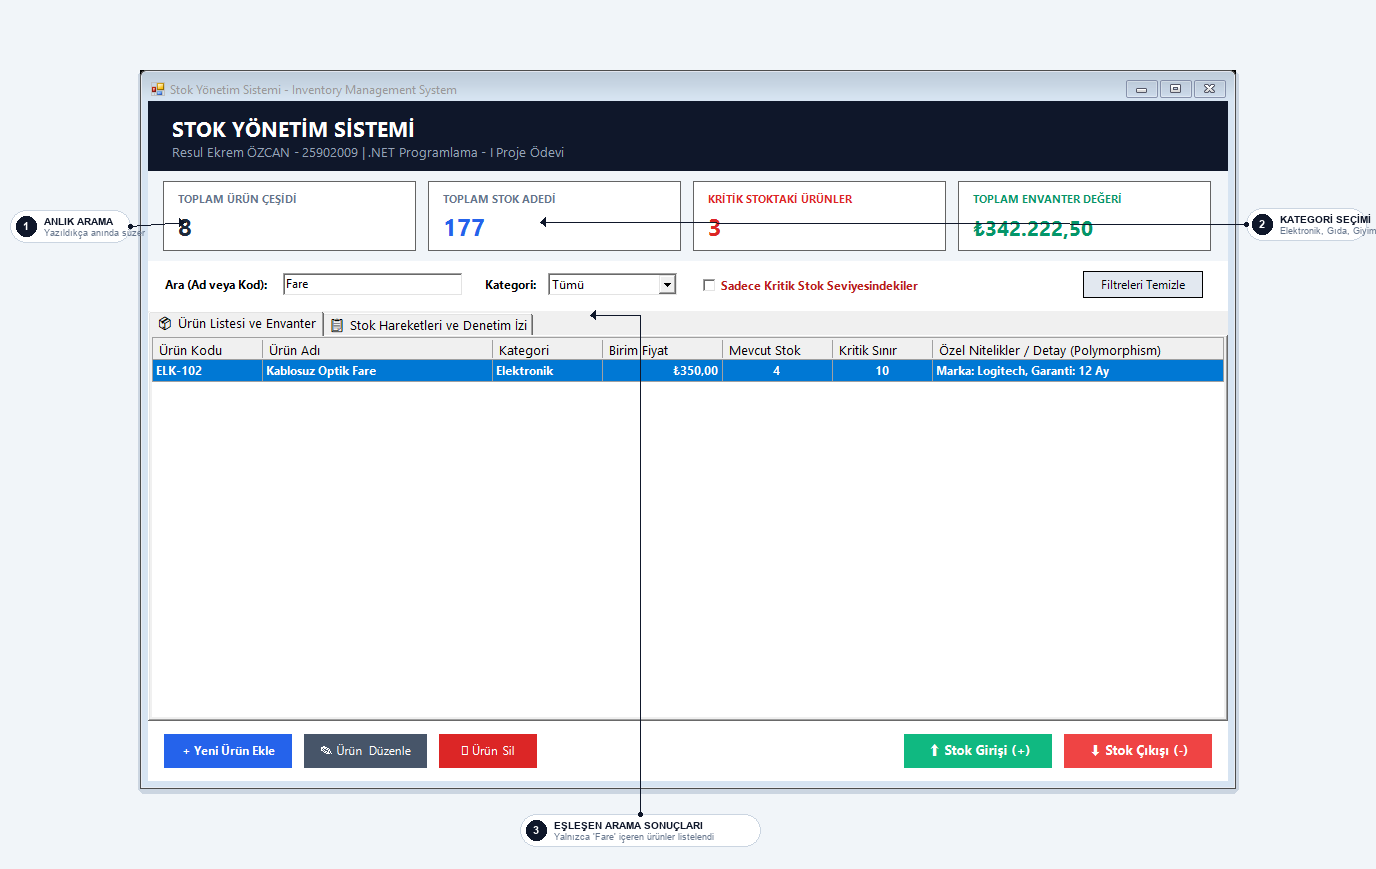 Stok Yönetim Sistemi - Inventory Management System
STOK YÖNETİM SİSTEMİ
Resul Ekrem ÖZCAN - 25902009 | .NET Programlama - I Proje Ödevi
TOPLAM ÜRÜN ÇEŞİDİ
8
TOPLAM STOK ADEDİ
177
KRİTİK STOKTAKİ ÜRÜNLER
3
TOPLAM ENVANTER DEĞERİ
₺342.222,50
1 ANLIK ARAMA
Yazıldıkça anında süzer
2 KATEGORİ SEÇİMİ
Elektronik, Gıda, Giyim
Ara (Ad veya Kod): Fare Kategori: Tümü Sadece Kritik Stok Seviyesindekiler Filtreleri Temizle
Ürün Listesi ve Envanter Stok Hareketleri ve Denetim İzi
Ürün Kodu Ürün Adı Kategori Birim Fiyat Mevcut Stok Kritik Sınır Özel Nitelikler / Detay (Polymorphism)
ELK-102 Kablosuz Optik Fare Elektronik ₺350,00 4 10 Marka: Logitech, Garanti: 12 Ay
+ Yeni Ürün Ekle Ürün Düzenle Ürün Sil Stok Girişi (+) Stok Çıkışı (-)
3 EŞLEŞEN ARAMA SONUÇLARI
Yalnızca 'Fare' içeren ürünler listelendi